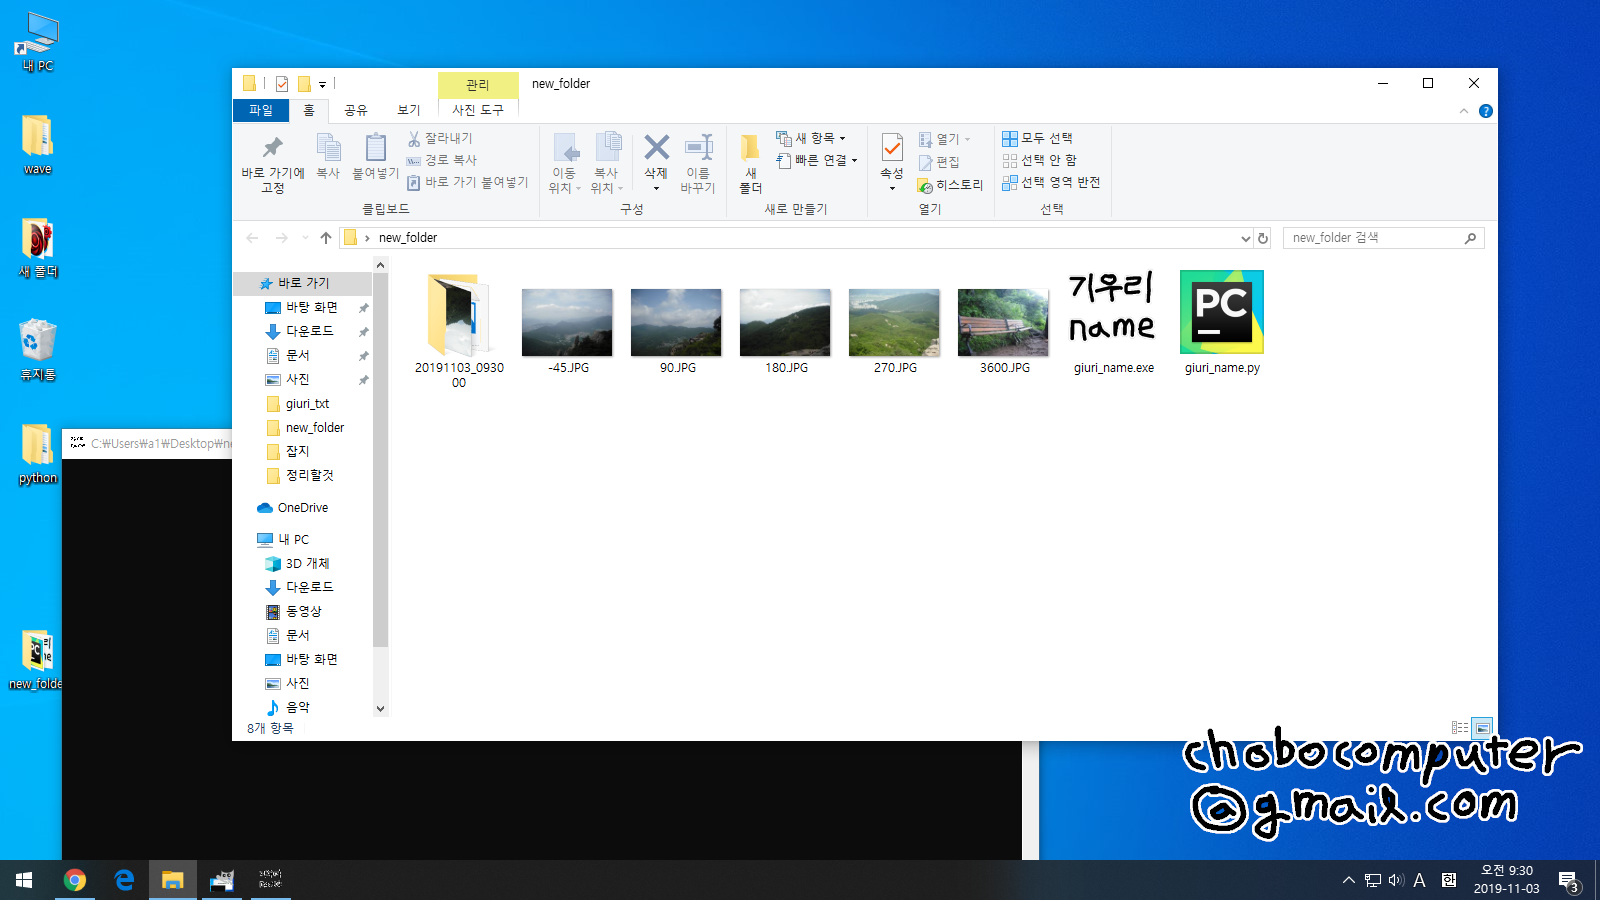 내 PC
wave
새 폴더
휴지통
python
new_folde
C:\Users\a1\Desktop\ne
관리
new_folder
파일
홈
공유
보기
사진 도구
바로 가기에
고정
복사
붙여넣기
잘라내기
경로 복사
바로 가기 붙여넣기
클립보드
이동
위치
복사
위치
삭제
이름
바꾸기
구성
새
폴더
새 항목
빠른 연결
새로 만들기
속성
열기
편집
히스토리
열기
모두 선택
선택 안 함
선택 영역 반전
선택
new_folder
new_folder 검색
바로 가기
바탕 화면
다운로드
문서
사진
giuri_txt
new_folder
잡지
정리할것
OneDrive
내 PC
3D 개체
다운로드
동영상
문서
바탕 화면
사진
음악
8개 항목
20191103_0930
00
-45.JPG
90.JPG
180.JPG
270.JPG
3600.JPG
기우리
name
giuri_name.exe
PC
giuri_name.py
chobocomputer
@gmail.com
A
한
오전 9:30
2019-11-03
3